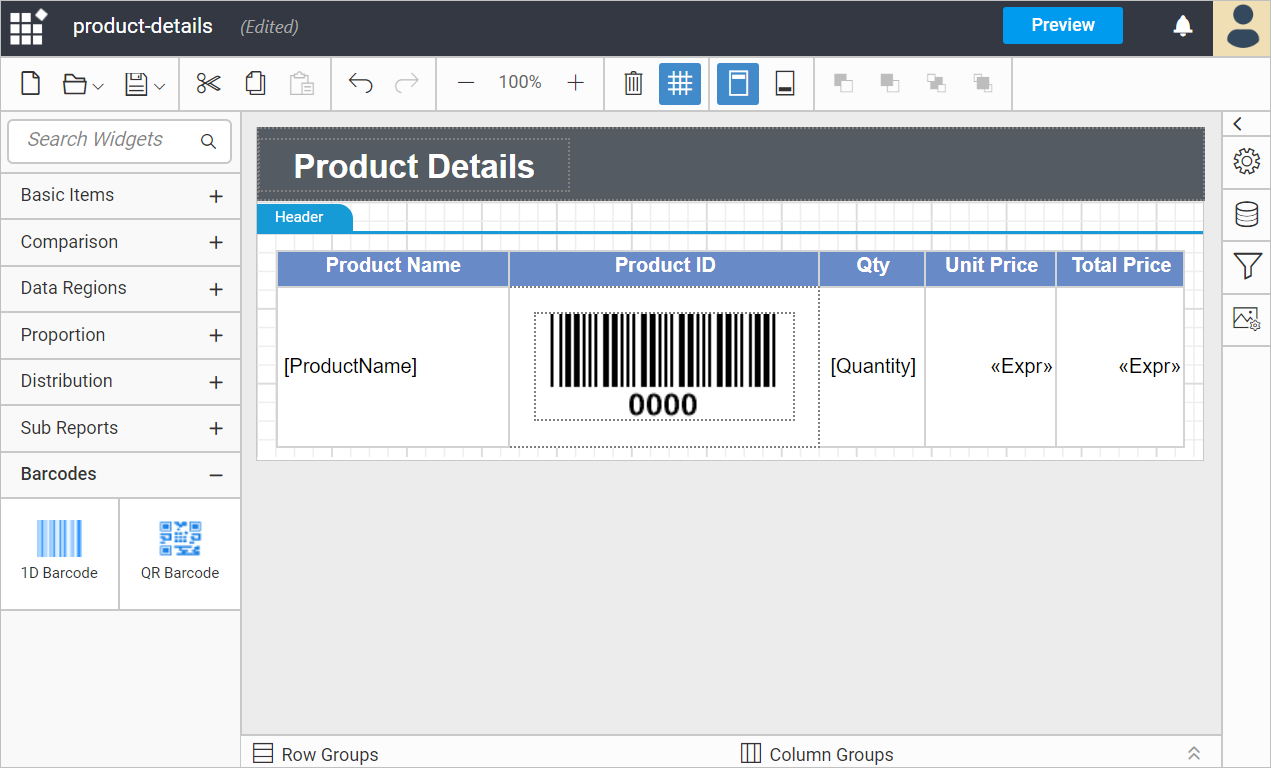 product-details (Edited) Preview
100%
Search Widgets
Basic Items
Comparison
Data Regions
Proportion
Distribution
Sub Reports
Barcodes
1D Barcode QR Barcode
Product Details
Header
Product Name Product ID Qty Unit Price Total Price
[ProductName] [Quantity] «Expr» «Expr»
0000
Row Groups Column Groups